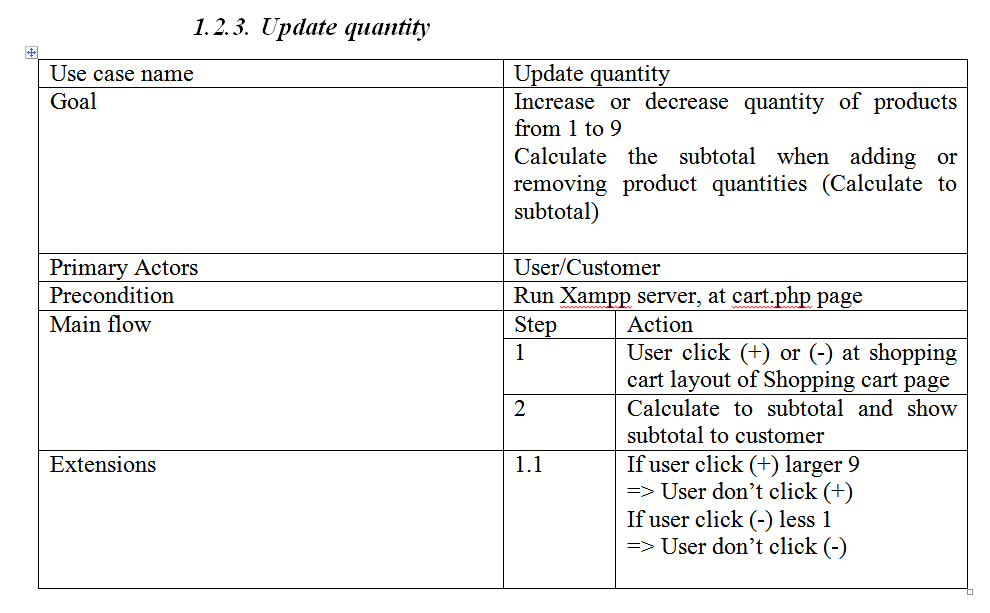 1.2.3. Update quantity
Use case name
Update quantity
Goal
Increase or decrease quantity of products
from 1 to 9
Calculate the subtotal when adding or
removing product quantities (Calculate to
subtotal)
Primary Actors
User/Customer
Precondition
Run Xampp server, at cart.php page
Main flow
Step
Action
1
User click (+) or (-) at shopping
cart layout of Shopping cart page
2
Calculate to subtotal and show
subtotal to customer
Extensions
1.1
If user click (+) larger 9
=> User don’t click (+)
If user click (-) less 1
=> User don’t click (-)